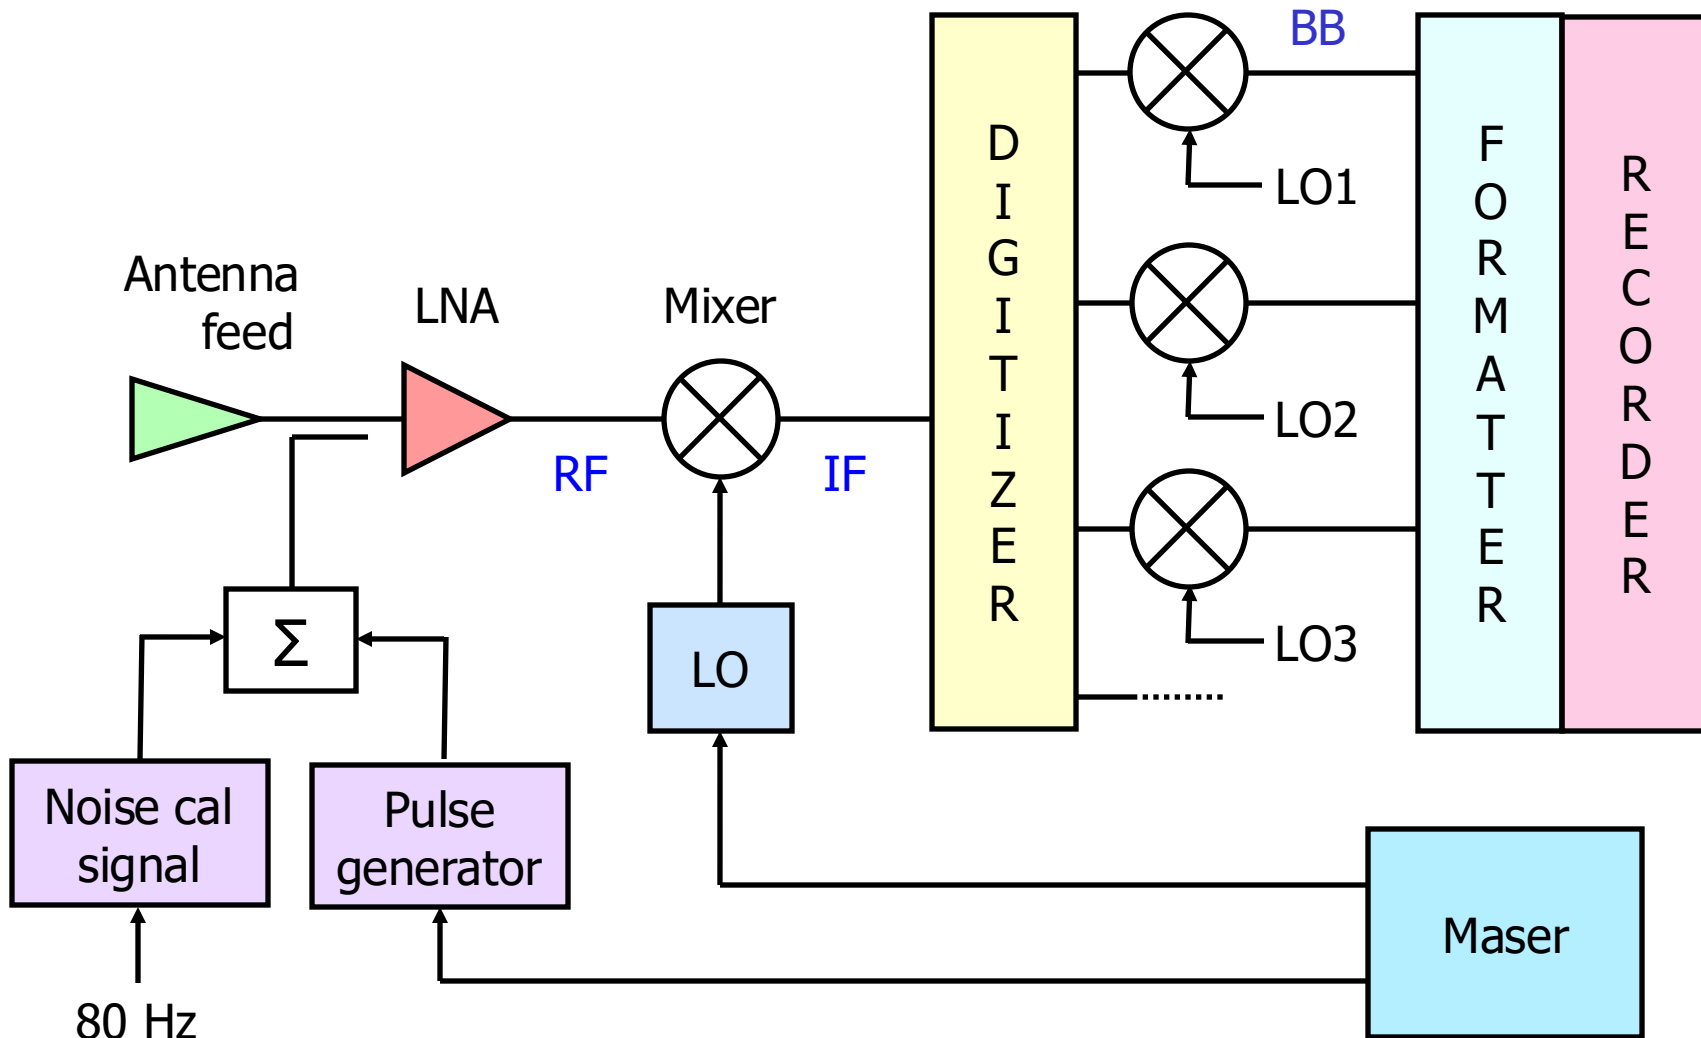 BB
D
I
G
I
T
I
Z
E
R
F
O
R
M
A
T
T
E
R
R
E
C
O
R
D
E
R
LO1
Antenna
feed
LNA
Mixer
LO2
RF
IF
LO3
Σ
LO
Noise cal
signal
Pulse
generator
Maser
80 Hz